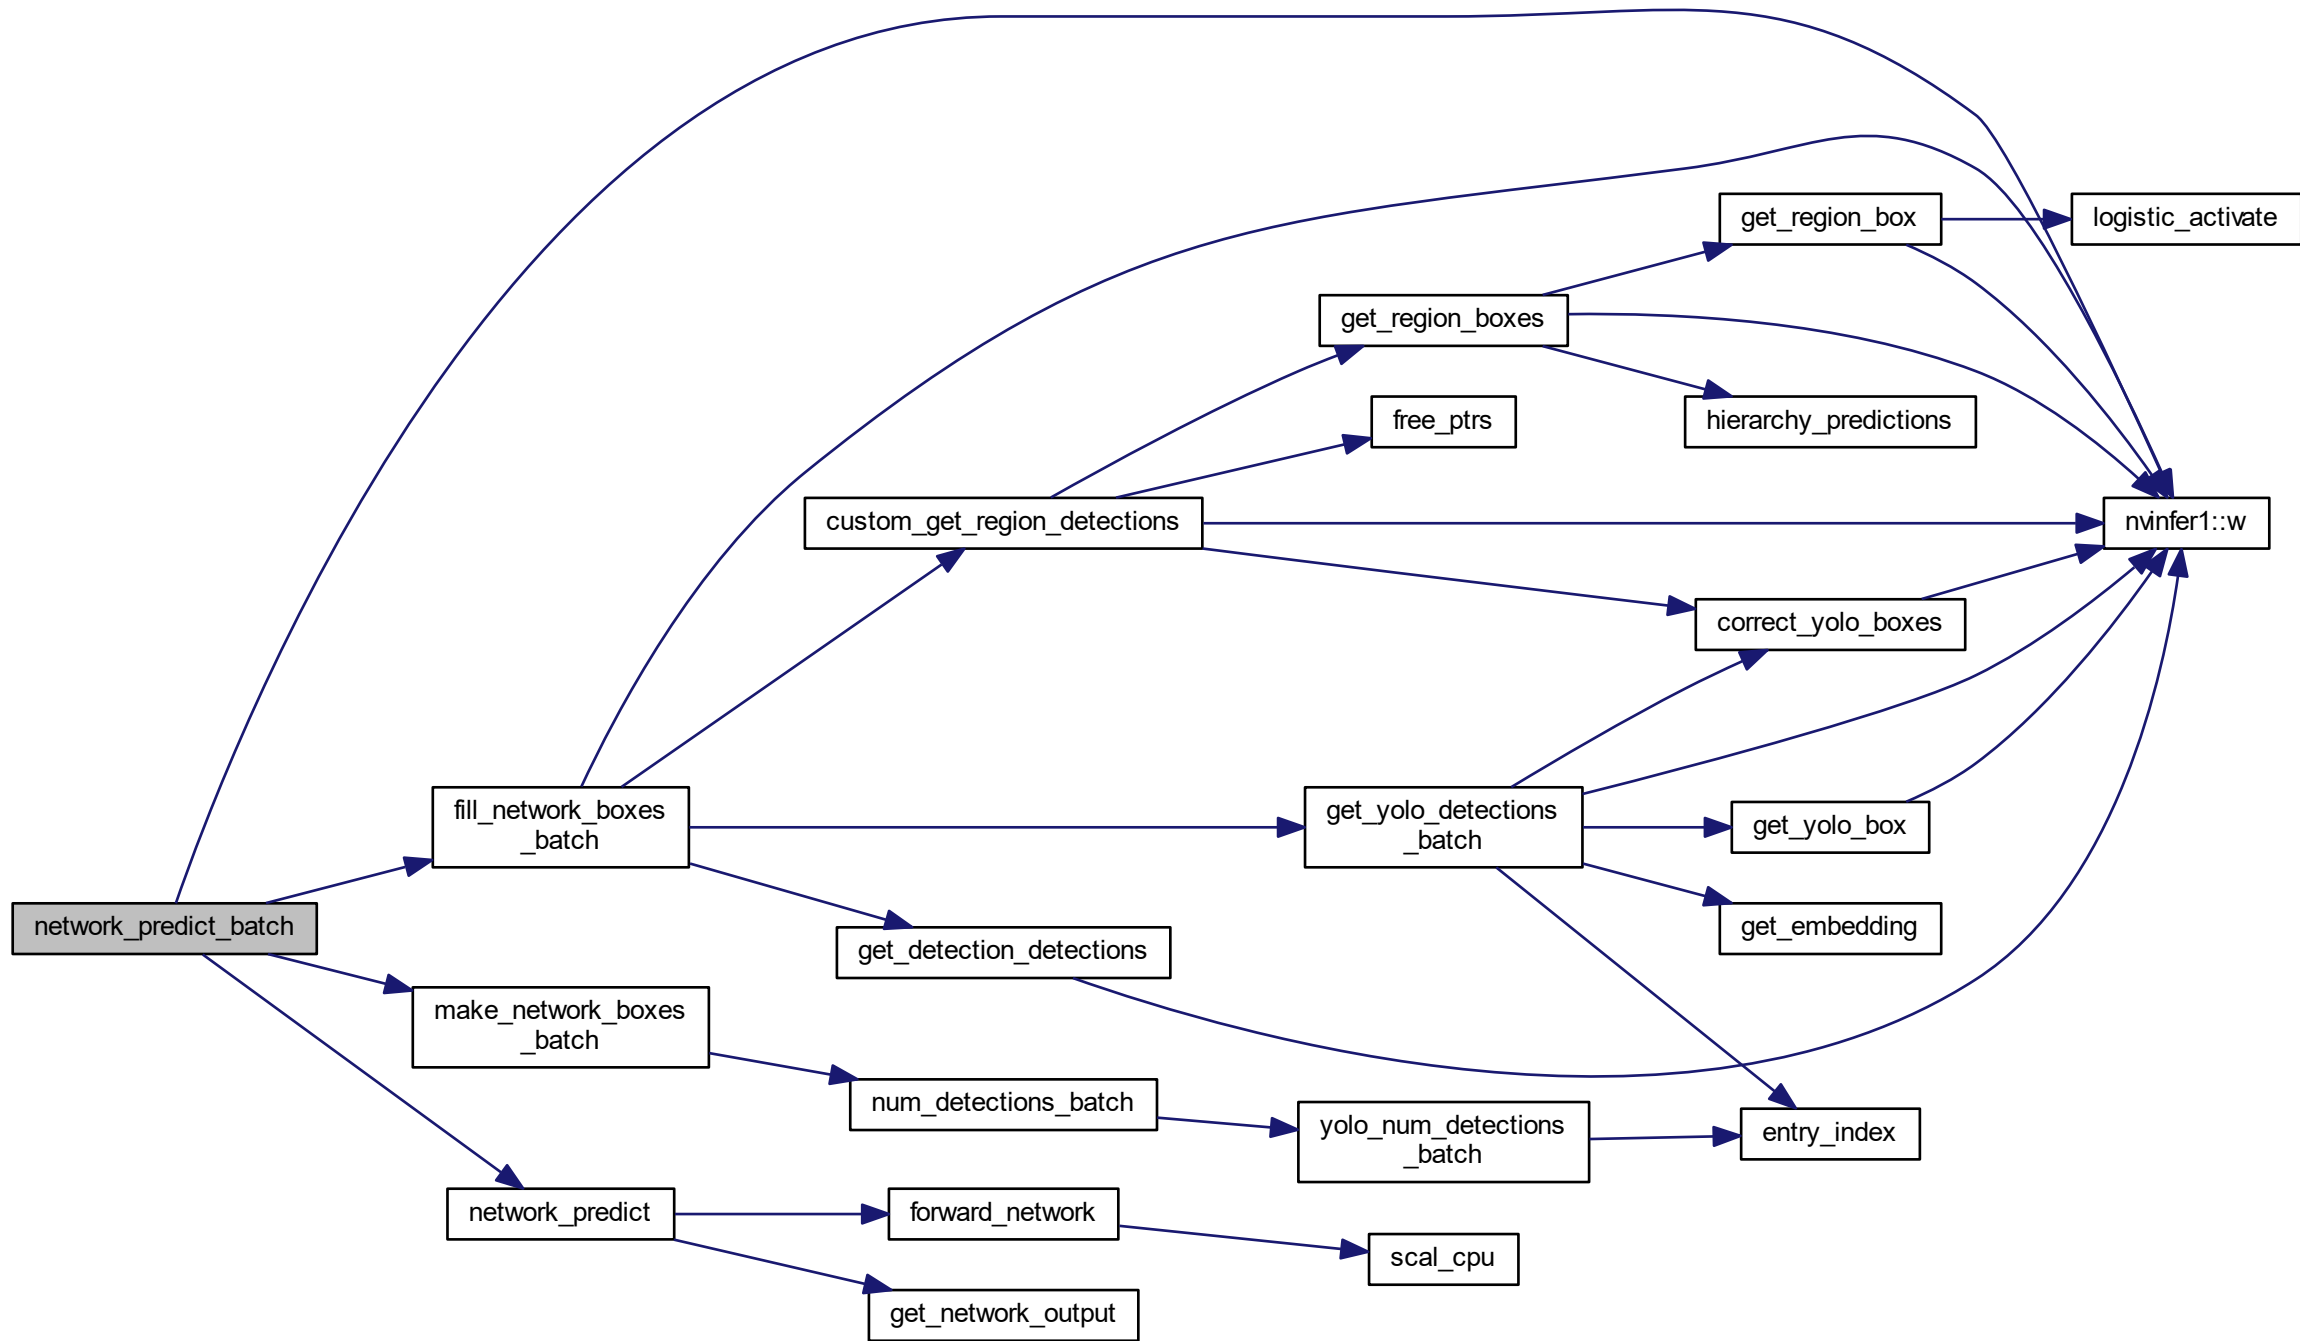 get_region_box
logistic_activate
get_region_boxes
free_ptrs
hierarchy_predictions
custom_get_region_detections
nvinfer1::w
correct_yolo_boxes
fill_network_boxes
_batch
get_yolo_detections
_batch
get_yolo_box
network_predict_batch
get_detection_detections
get_embedding
make_network_boxes
_batch
num_detections_batch
yolo_num_detections
_batch
entry_index
network_predict
forward_network
scal_cpu
get_network_output